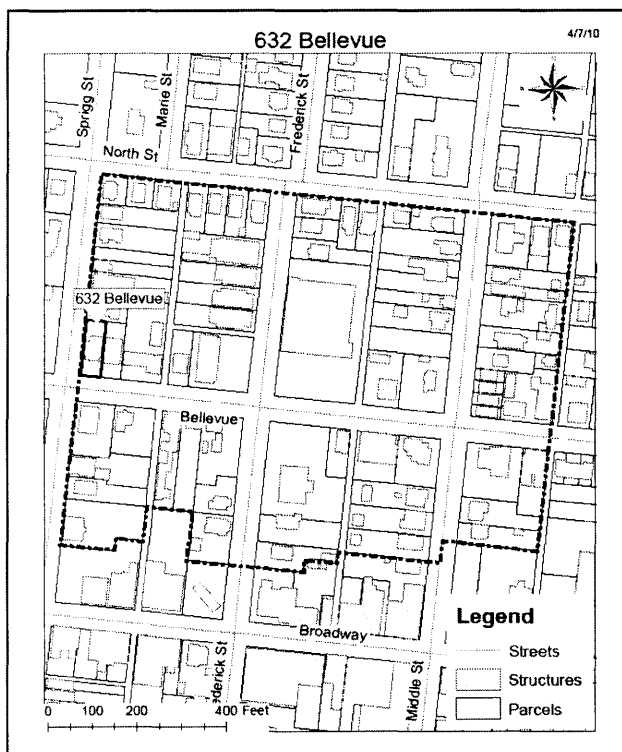 632 Bellevue
4/7/10
Sprigg St
Marie St
Frederick St
North St
632 Bellevue
Bellevue
Broadway
Legend
Streets
Structures
Parcels
ederick St
Middle St
0 100 200 400 Feet